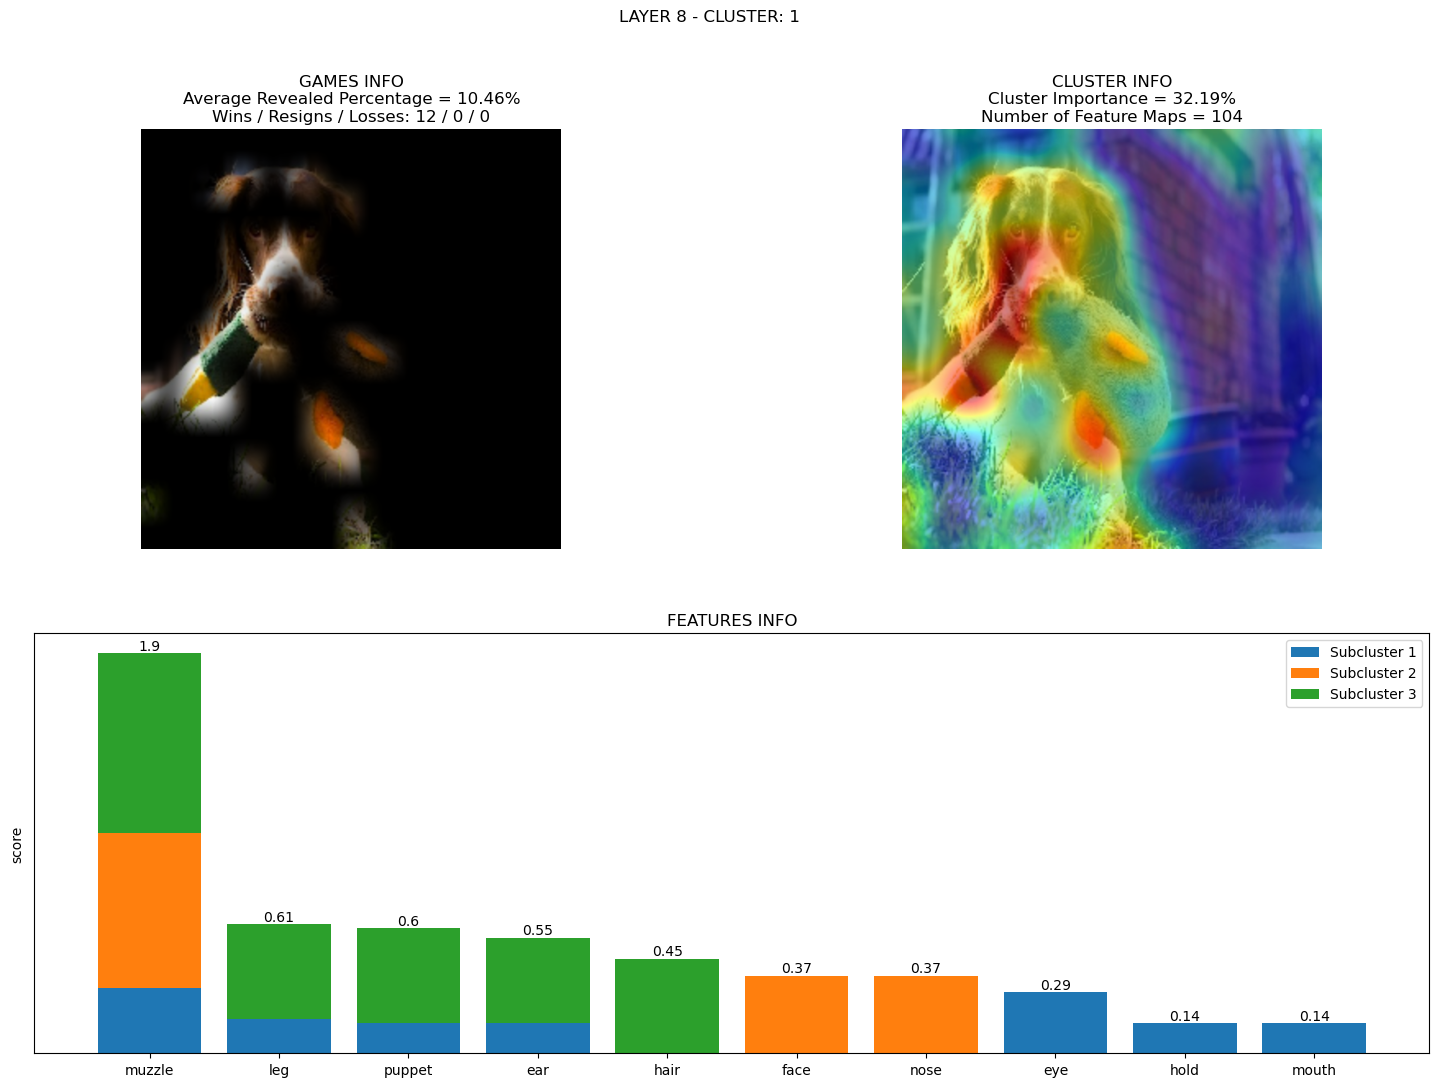 LAYER 8 - CLUSTER: 1
GAMES INFO
Average Revealed Percentage = 10.46%
Wins / Resigns / Losses: 12 / 0 / 0
CLUSTER INFO
Cluster Importance = 32.19%
Number of Feature Maps = 104
FEATURES INFO
Subcluster 1
Subcluster 2
Subcluster 3
score
1.9
0.61
0.6
0.55
0.45
0.37
0.37
0.29
0.14
0.14
muzzle
leg
puppet
ear
hair
face
nose
eye
hold
mouth